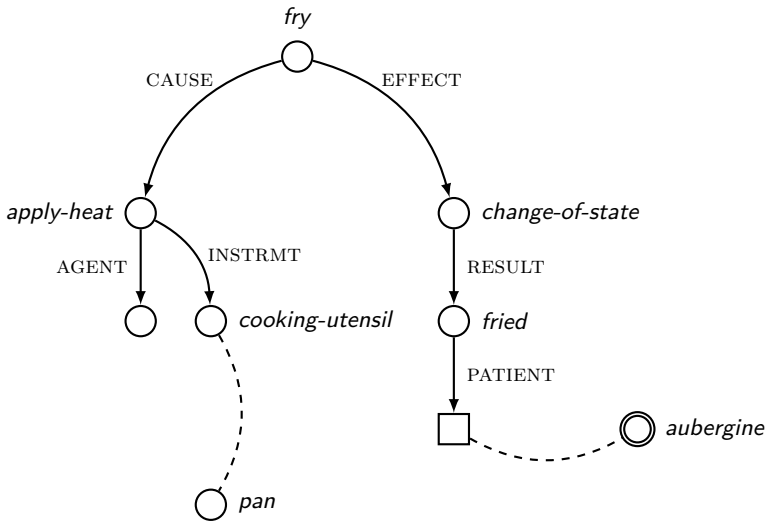 fry
CAUSE
EFFECT
apply-heat
change-of-state
AGENT
INSTRMT
RESULT
cooking-utensil
fried
PATIENT
aubergine
pan